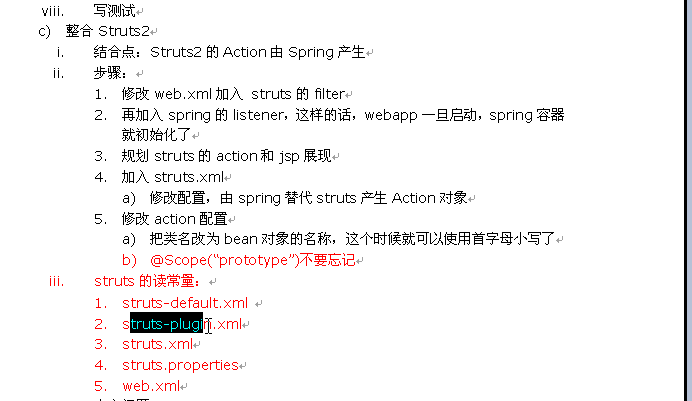 viii. 写测试
c) 整合 Struts2
i. 结合点：Struts2 的 Action 由 Spring 产生
ii. 步骤：
1. 修改 web.xml 加入 struts 的 filter
2. 再加入 spring 的 listener，这样的话，webapp 一旦启动，spring 容器
就初始化了
3. 规划 struts 的 action 和 jsp 展现
4. 加入 struts.xml
a) 修改配置，由 spring 替代 struts 产生 Action 对象
5. 修改 action 配置
a) 把类名改为 bean 对象的名称，这个时候就可以使用首字母小写了
b) @Scope("prototype")不要忘记
iii. struts 的读常量：
1. struts-default.xml
2. struts-plugin.xml
3. struts.xml
4. struts.properties
5. web.xml